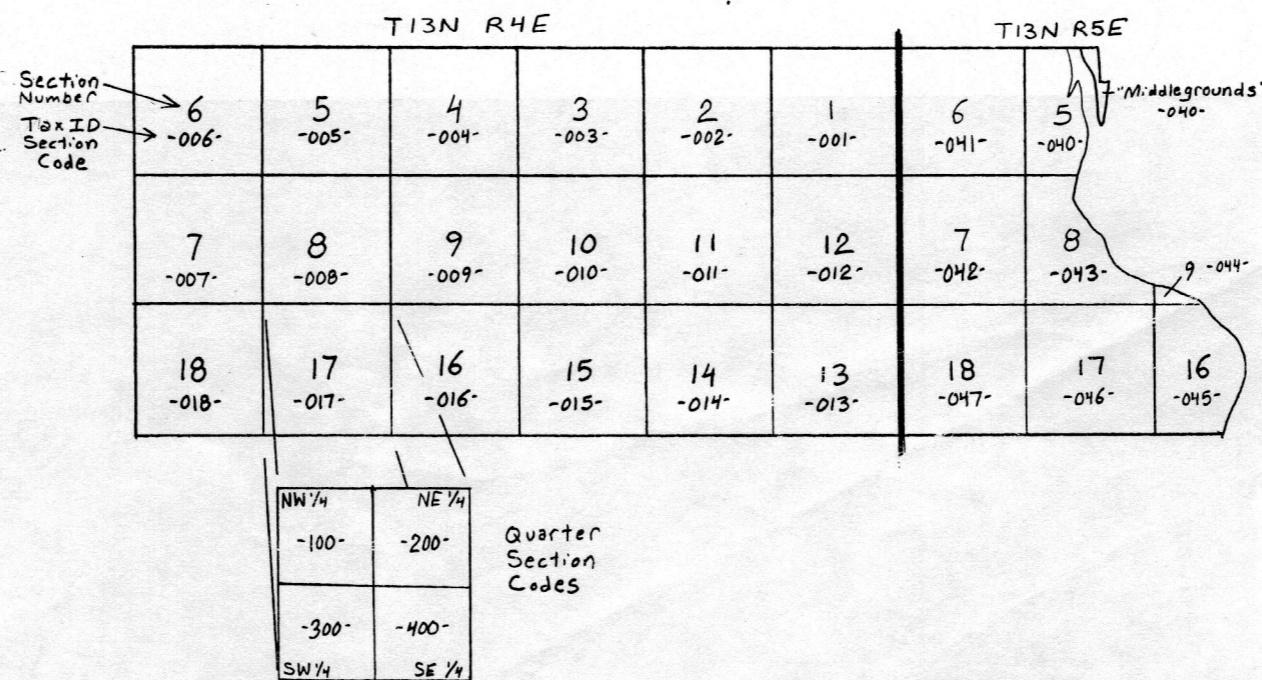 T13N R4E
T13N R5E
Section
Number
Tax ID
Section
Code
6 5 4 3 2 1 6 5
-006- -005- -004- -003- -002- -001- -041- -040-
"Middlegrounds"
-040-
7 8 9 10 11 12 7 8
-007- -008- -009- -010- -011- -012- -042- -043-
9 -044-
18 17 16 15 14 13 18 17 16
-018- -017- -016- -015- -014- -013- -047- -046- -045-
NW 1/4 NE 1/4
-100- -200-
-300- -400-
SW 1/4 SE 1/4
Quarter
Section
Codes